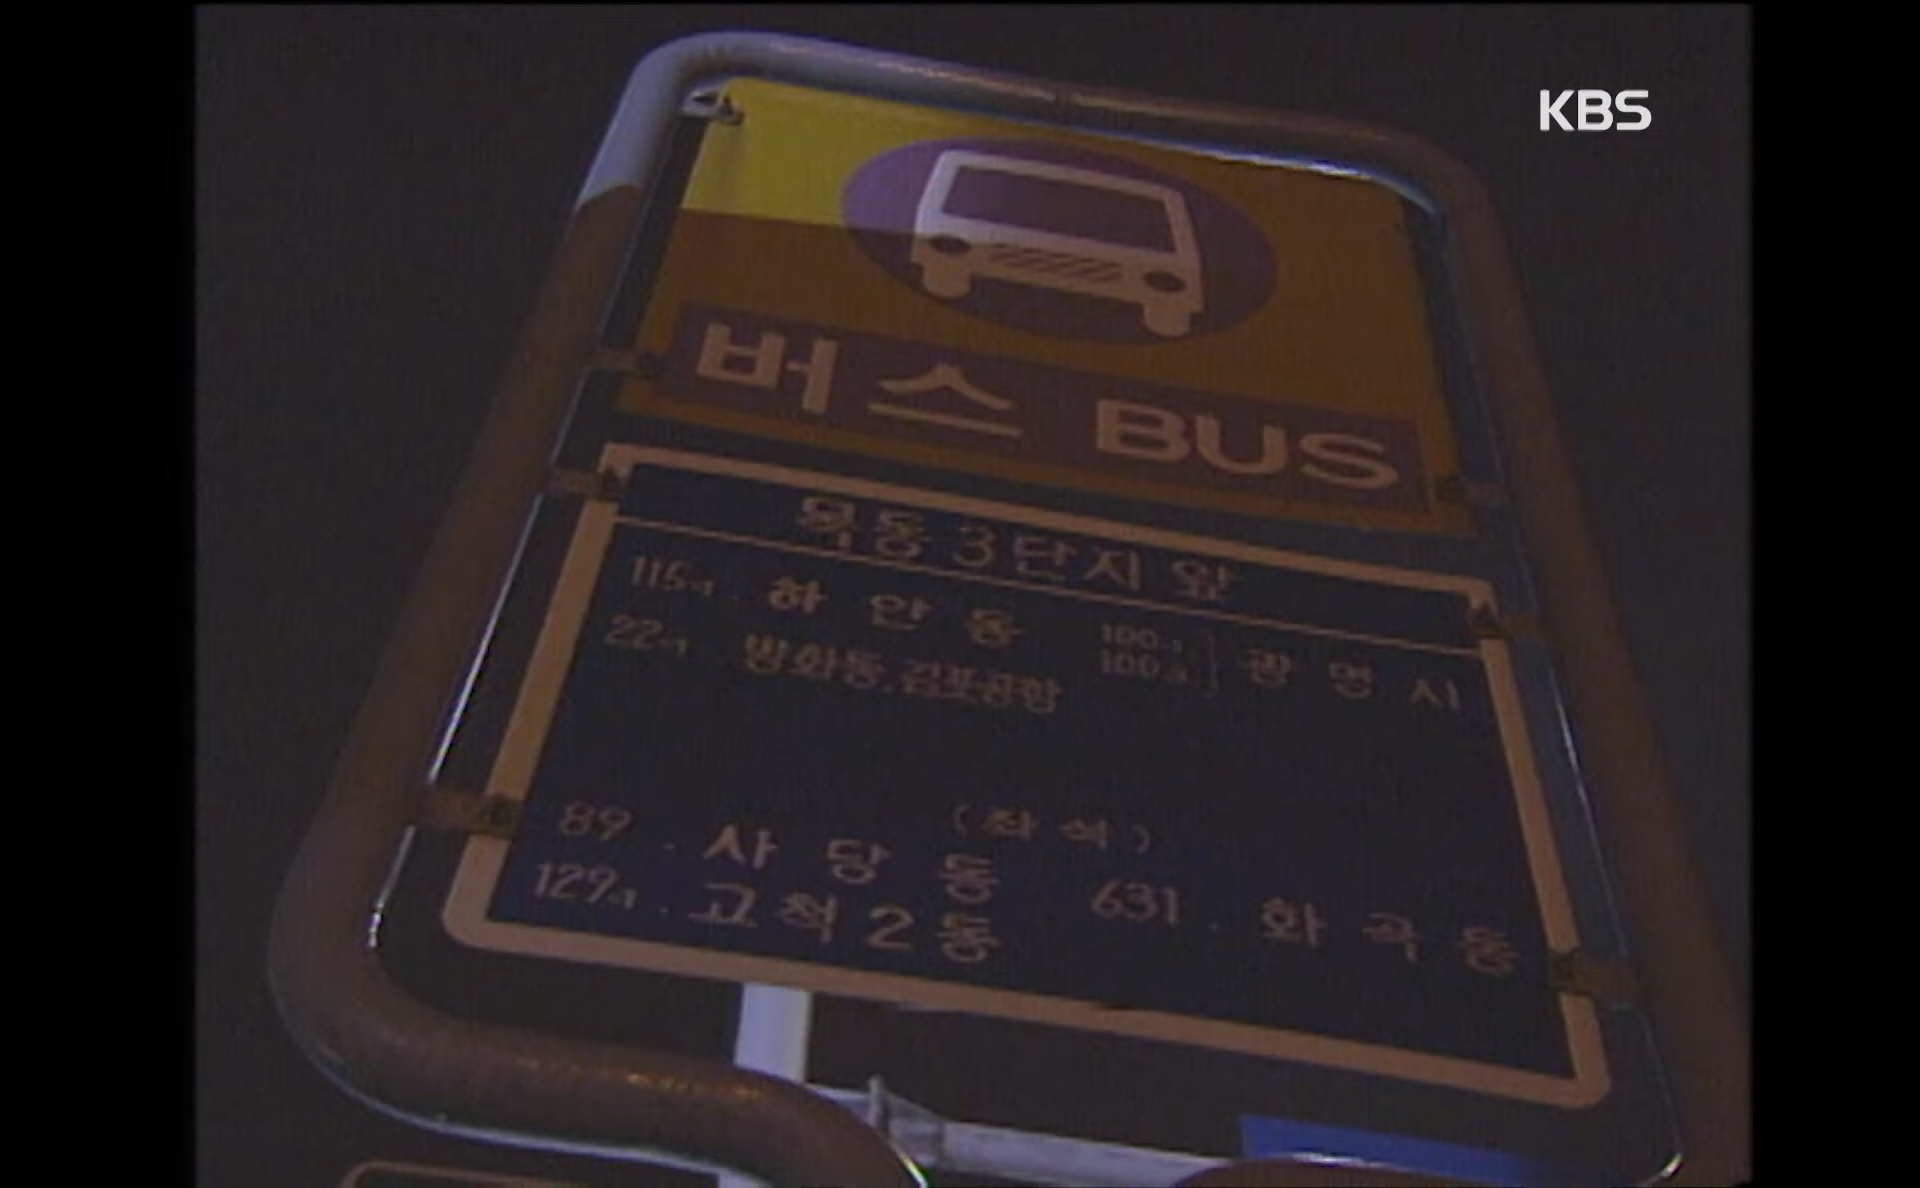 KBS
버스 BUS
목동3단지 앞
115-1 . 하안동
22-1 . 방화동, 김포공항
100-1
100-3
광명시
(좌석)
89 . 사당동
129-1 . 고척2동
631 . 화곡동